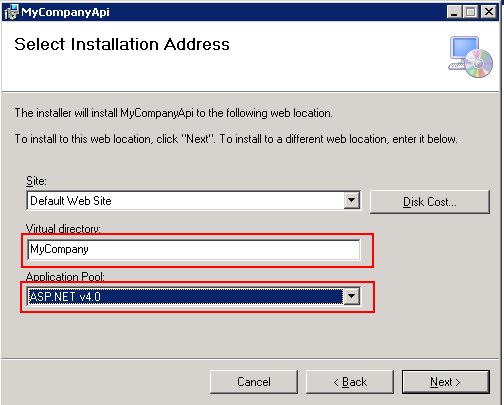 MyCompanyApi
Select Installation Address
The installer will install MyCompanyApi to the following web location.
To install to this web location, click "Next". To install to a different web location, enter it below.
Site:
Default Web Site
Disk Cost...
Virtual directory:
MyCompany
Application Pool:
ASP.NET v4.0
Cancel
< Back
Next >